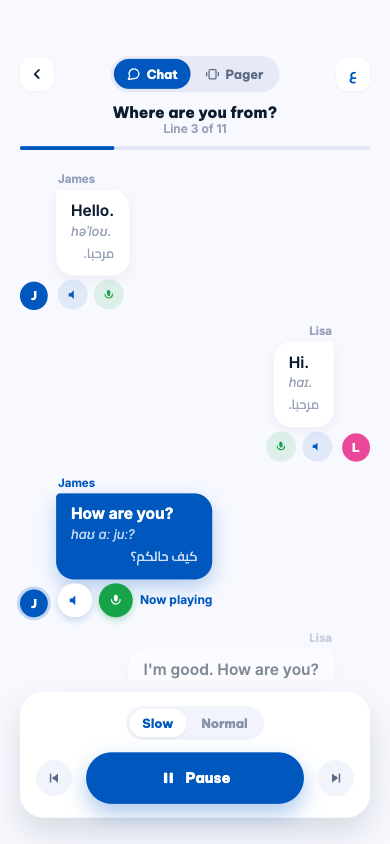 Chat
Pager
ع
Where are you from?
Line 3 of 11
James
Hello.
həˈloʊ.
مرحبا.
J
Lisa
Hi.
haɪ.
مرحبا.
L
James
How are you?
haʊ aː juː?
كيف حالكم؟
J
Now playing
Lisa
I'm good. How are you?
Slow
Normal
Pause